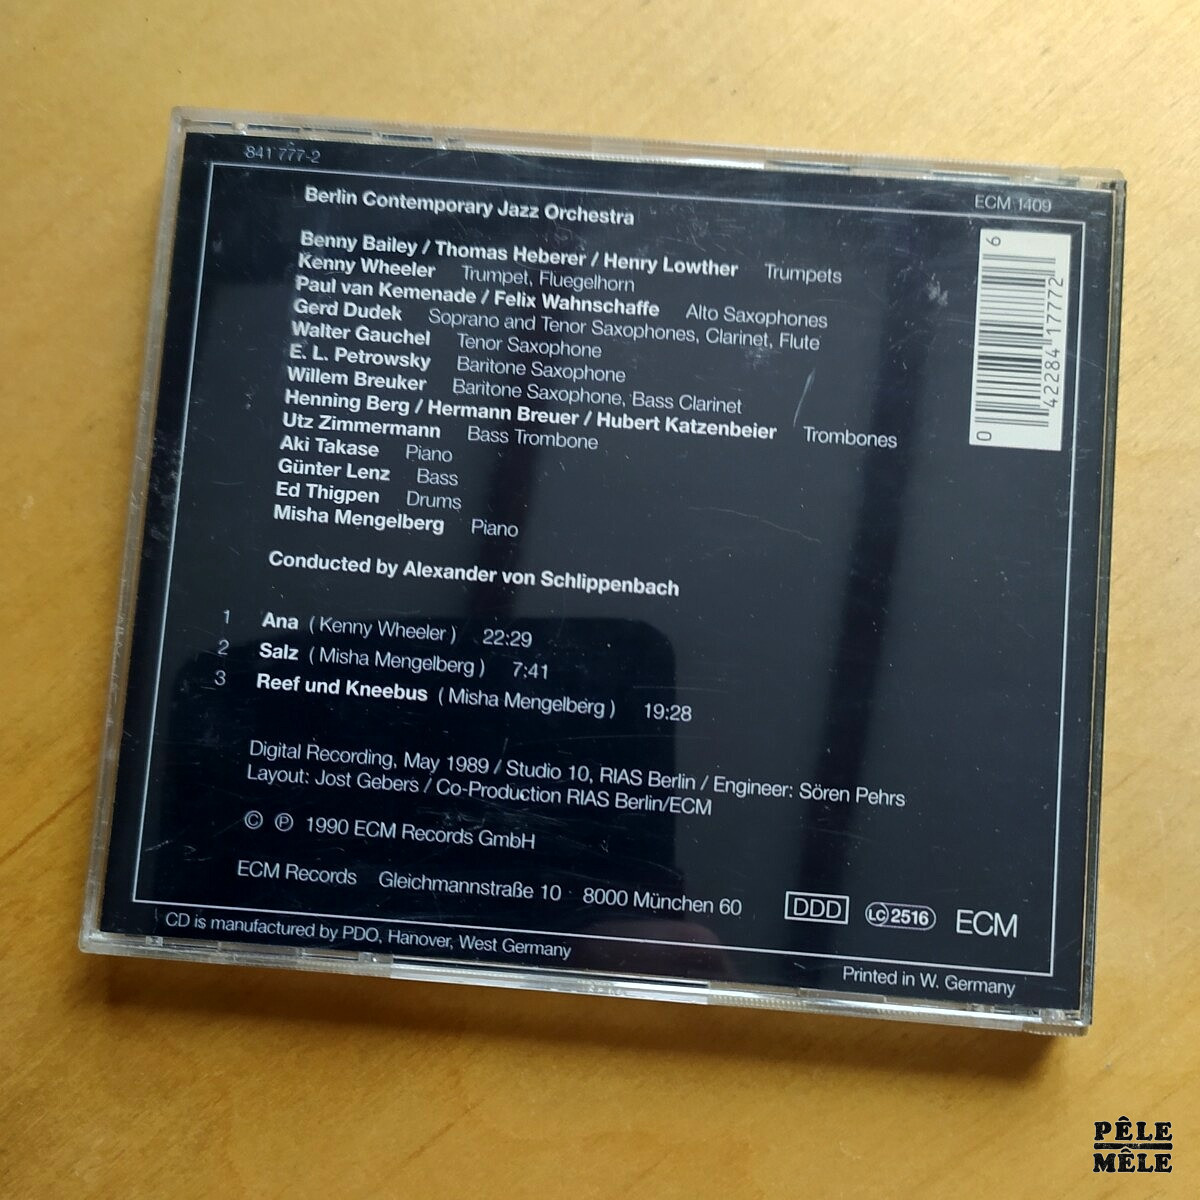 841 777-2
ECM 1409
Berlin Contemporary Jazz Orchestra
Benny Bailey / Thomas Heberer / Henry Lowther Trumpets
Kenny Wheeler Trumpet, Fluegelhorn
Paul van Kemenade / Felix Wahnschaffe Alto Saxophones
Gerd Dudek Soprano and Tenor Saxophones, Clarinet, Flute
Walter Gauchel Tenor Saxophone
E. L. Petrowsky Baritone Saxophone
Willem Breuker Baritone Saxophone, Bass Clarinet
Henning Berg / Hermann Breuer / Hubert Katzenbeier Trombones
Utz Zimmermann Bass Trombone
Aki Takase Piano
Günter Lenz Bass
Ed Thigpen Drums
Misha Mengelberg Piano
Conducted by Alexander von Schlippenbach
1 Ana ( Kenny Wheeler ) 22:29
2 Salz ( Misha Mengelberg ) 7:41
3 Reef und Kneebus ( Misha Mengelberg ) 19:28
Digital Recording, May 1989 / Studio 10, RIAS Berlin / Engineer: Sören Pehrs
Layout: Jost Gebers / Co-Production RIAS Berlin/ECM
© ℗ 1990 ECM Records GmbH
ECM Records Gleichmannstraße 10 8000 München 60
DDD LC 2516 ECM
CD is manufactured by PDO, Hanover, West Germany
Printed in W. Germany
0 42284 17772 6
PÊLE
MÊLE